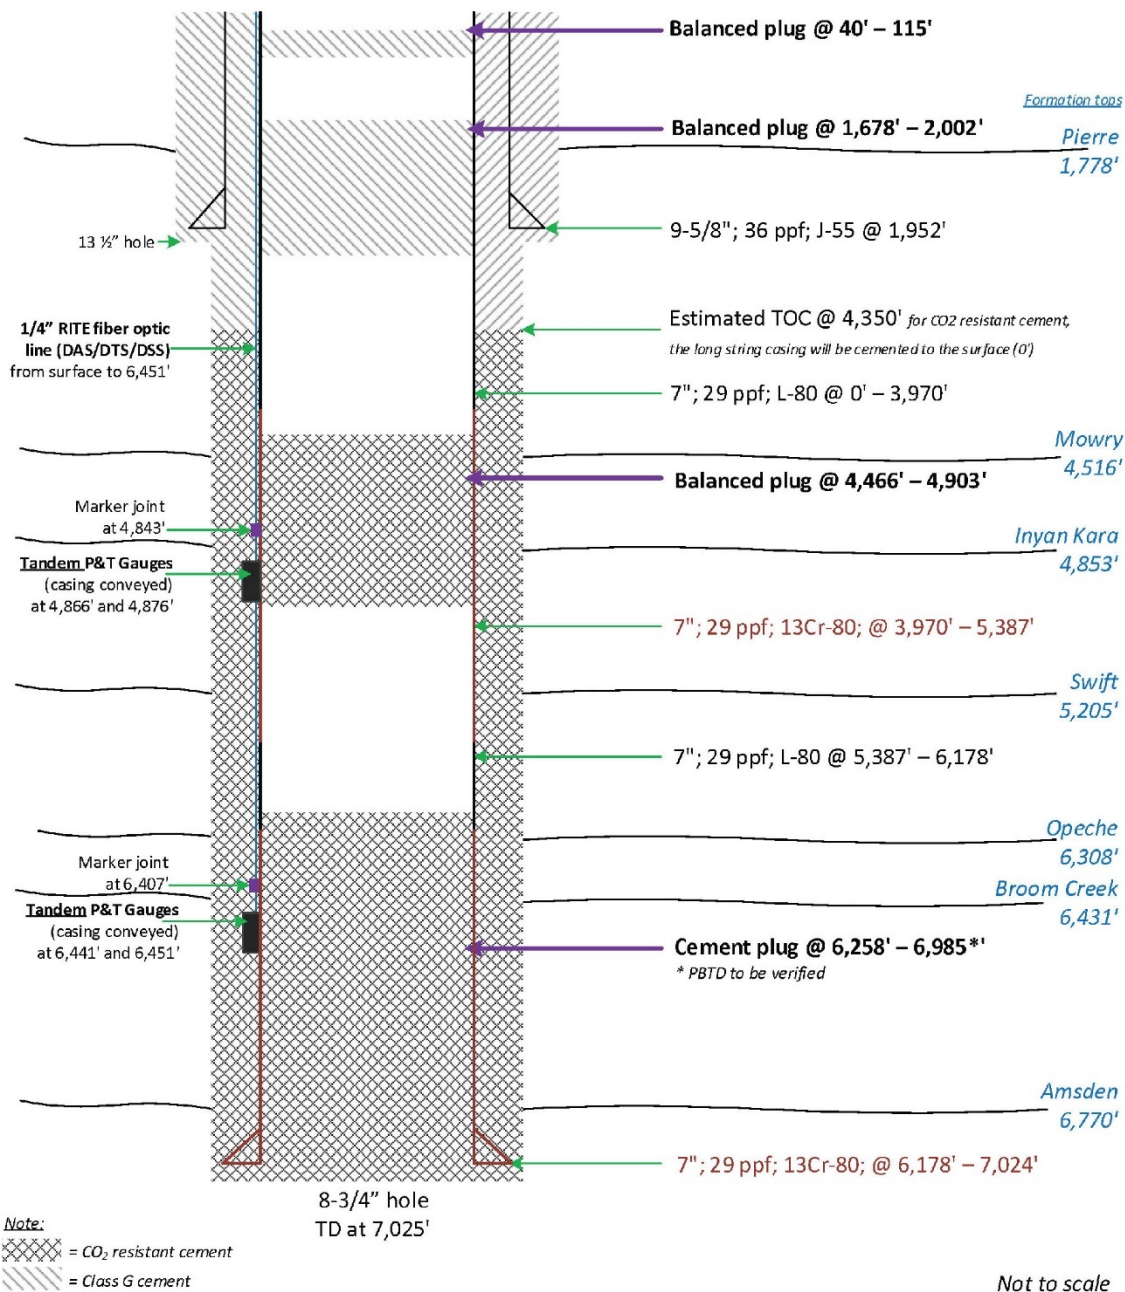 Balanced plug @ 40' – 115'
Formation tops
Balanced plug @ 1,678' – 2,002'
Pierre
1,778'
9-5/8"; 36 ppf; J-55 @ 1,952'
13 ½” hole
Estimated TOC @ 4,350' for CO2 resistant cement,
the long string casing will be cemented to the surface (0')
1/4” RITE fiber optic
line (DAS/DTS/DSS)
from surface to 6,451'
7"; 29 ppf; L-80 @ 0' – 3,970'
Mowry
4,516'
Balanced plug @ 4,466' – 4,903'
Marker joint
at 4,843'
Inyan Kara
4,853'
Tandem P&T Gauges
(casing conveyed)
at 4,866' and 4,876'
7"; 29 ppf; 13Cr-80; @ 3,970' – 5,387'
Swift
5,205'
7"; 29 ppf; L-80 @ 5,387' – 6,178'
Opeche
6,308'
Marker joint
at 6,407'
Broom Creek
6,431'
Tandem P&T Gauges
(casing conveyed)
at 6,441' and 6,451'
Cement plug @ 6,258' – 6,985*'
* PBTD to be verified
Amsden
6,770'
7"; 29 ppf; 13Cr-80; @ 6,178' – 7,024'
8-3/4” hole
TD at 7,025'
Note:
= CO2 resistant cement
= Class G cement
Not to scale